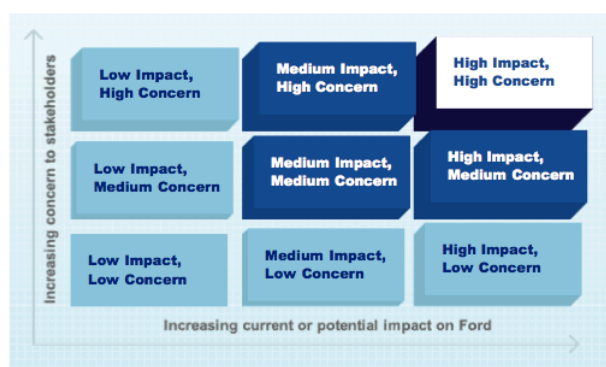 Increasing concern to stakeholders
Low Impact,
High Concern
Medium Impact,
High Concern
High Impact,
High Concern
Low Impact,
Medium Concern
Medium Impact,
Medium Concern
High Impact,
Medium Concern
Low Impact,
Low Concern
Medium Impact,
Low Concern
High Impact,
Low Concern
Increasing current or potential impact on Ford